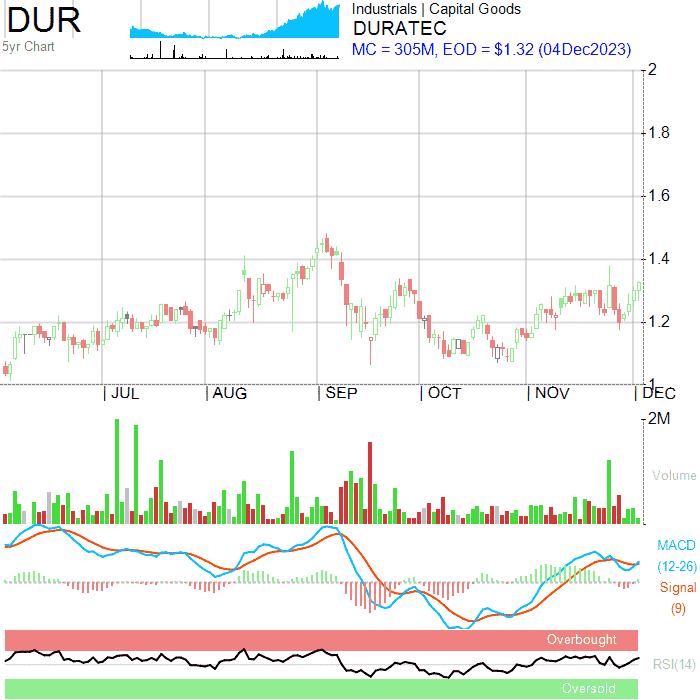 DUR
5yr Chart
Industrials | Capital Goods
DURATEC
MC = 305M, EOD = $1.32 (04Dec2023)
2
1.8
1.6
1.4
1.2
1
JUL AUG SEP OCT NOV DEC
2M
Volume
MACD
(12-26)
Signal
(9)
Overbought
RSI(14)
Oversold